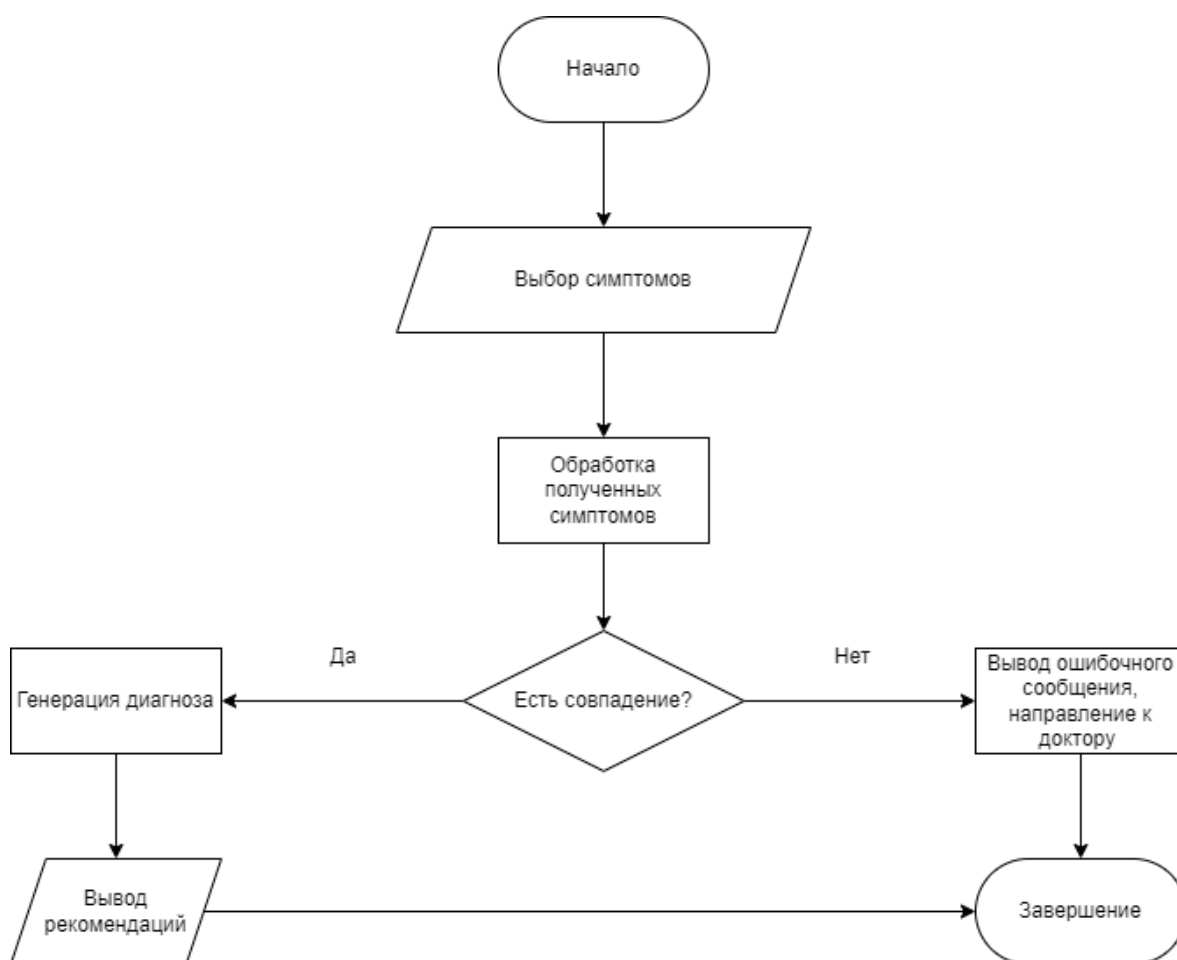 Начало
Выбор симптомов
Обработка
полученных
симптомов
Да
Нет
Генерация диагноза
Есть совпадение?
Вывод ошибочного
сообщения,
направление к
доктору
Вывод
рекомендаций
Завершение